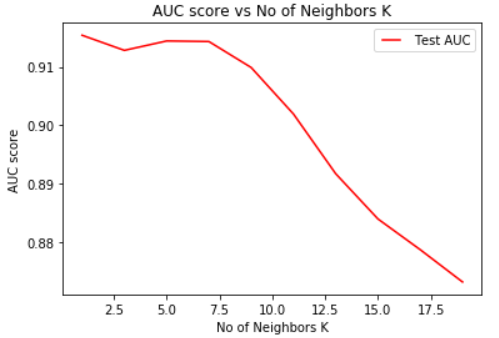 AUC score vs No of Neighbors K
Test AUC
0.91
0.90
0.89
0.88
AUC score
2.5 5.0 7.5 10.0 12.5 15.0 17.5
No of Neighbors K